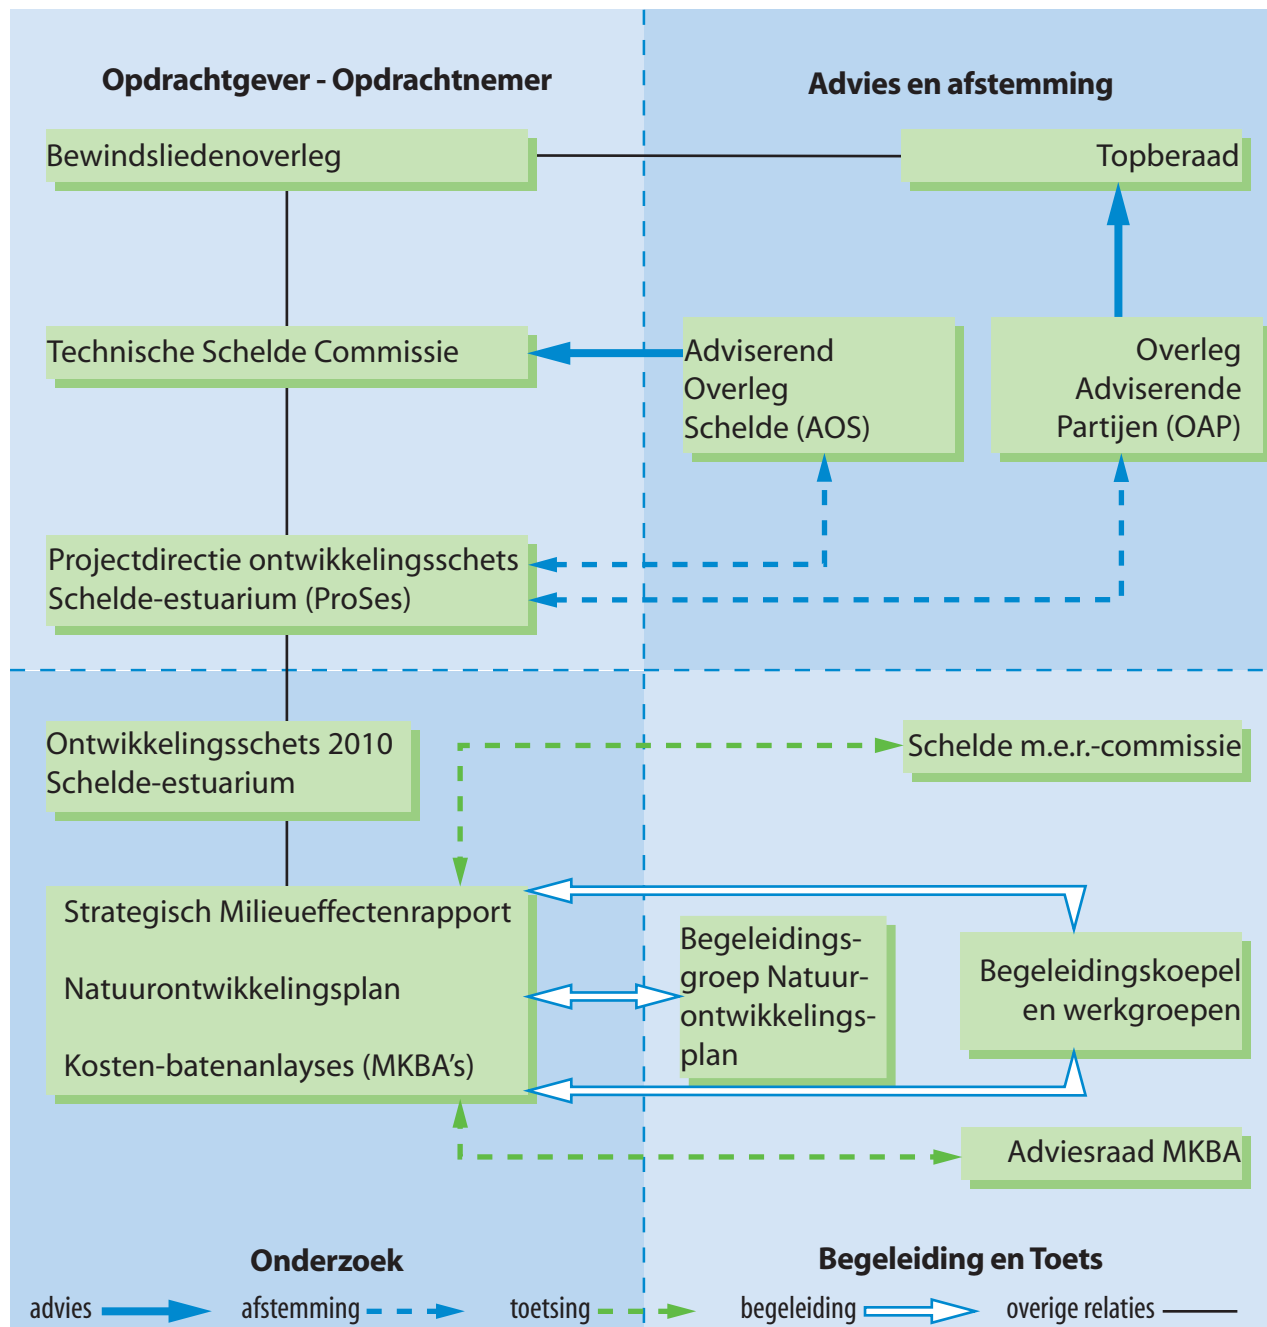 Opdrachtgever - Opdrachtnemer
Advies en afstemming
Bewindsliedenoverleg
Topberaad
Technische Schelde Commissie
Adviserend
Overleg
Schelde (AOS)
Overleg
Adviserende
Partijen (OAP)
Projectdirectie ontwikkelingsschets
Schelde-estuarium (ProSes)
Ontwikkelingsschets 2010
Schelde-estuarium
Schelde m.e.r.-commissie
Strategisch Milieueffectenrapport
Natuurontwikkelingsplan
Kosten-batenanlayses (MKBA's)
Begeleidings-
groep Natuur-
ontwikkelings-
plan
Begeleidingskoepel
en werkgroepen
Adviesraad MKBA
Onderzoek
Begeleiding en Toets
advies
afstemming
toetsing
begeleiding
overige relaties